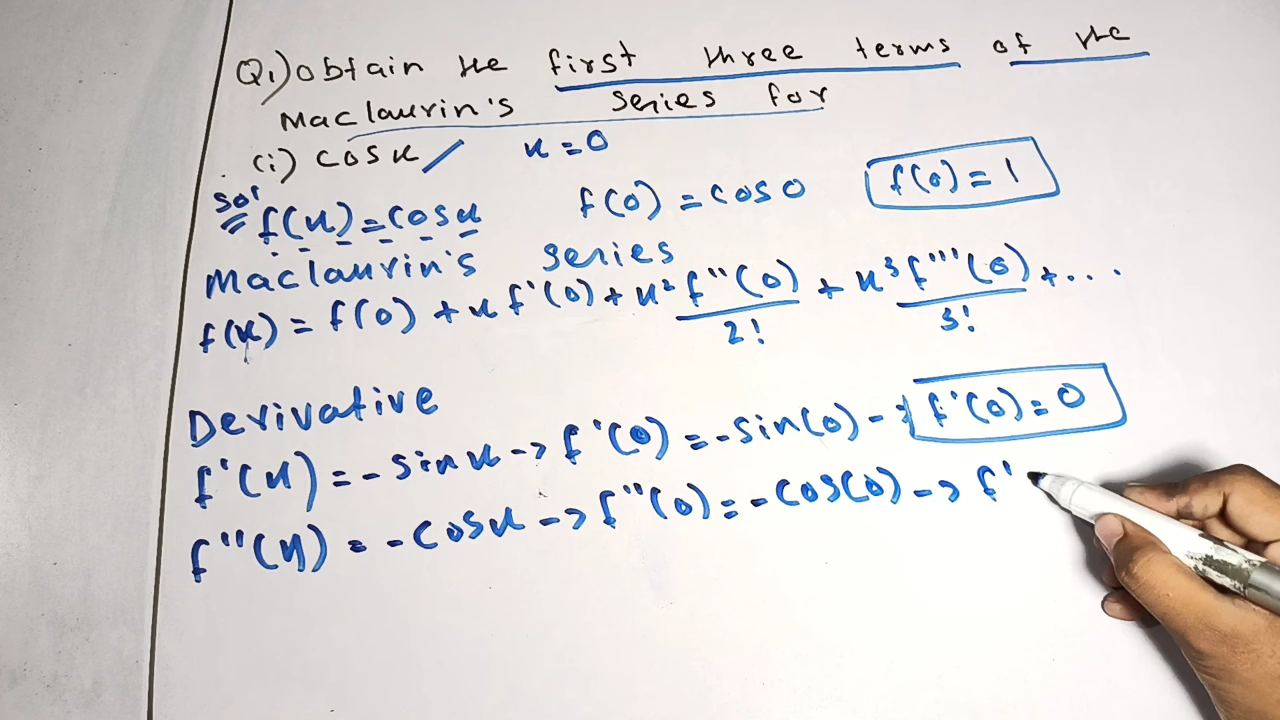 Q1) obtain the first three terms of the
Maclaurin's series for
(i) cos x x = 0
sol f(x) = cos x f(0) = cos 0 f(0) = 1
Maclaurin's series
f(x) = f(0) + x f'(0) + x² f''(0)/2! + x³ f'''(0)/3! + ...
Derivative
f'(x) = - sin x -> f'(0) = - sin(0) -> f'(0) = 0
f''(x) = - cos x -> f''(0) = - cos(0) -> f'